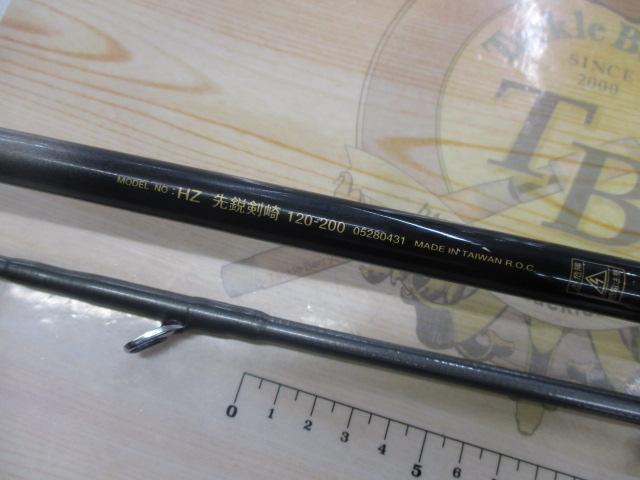 Tackle Be
SINCE
2000
TB
MODEL NO: HZ 先鋭剣崎 120-200 05280431 MADE IN TAIWAN R.O.C.
0 1 2 3 4 5